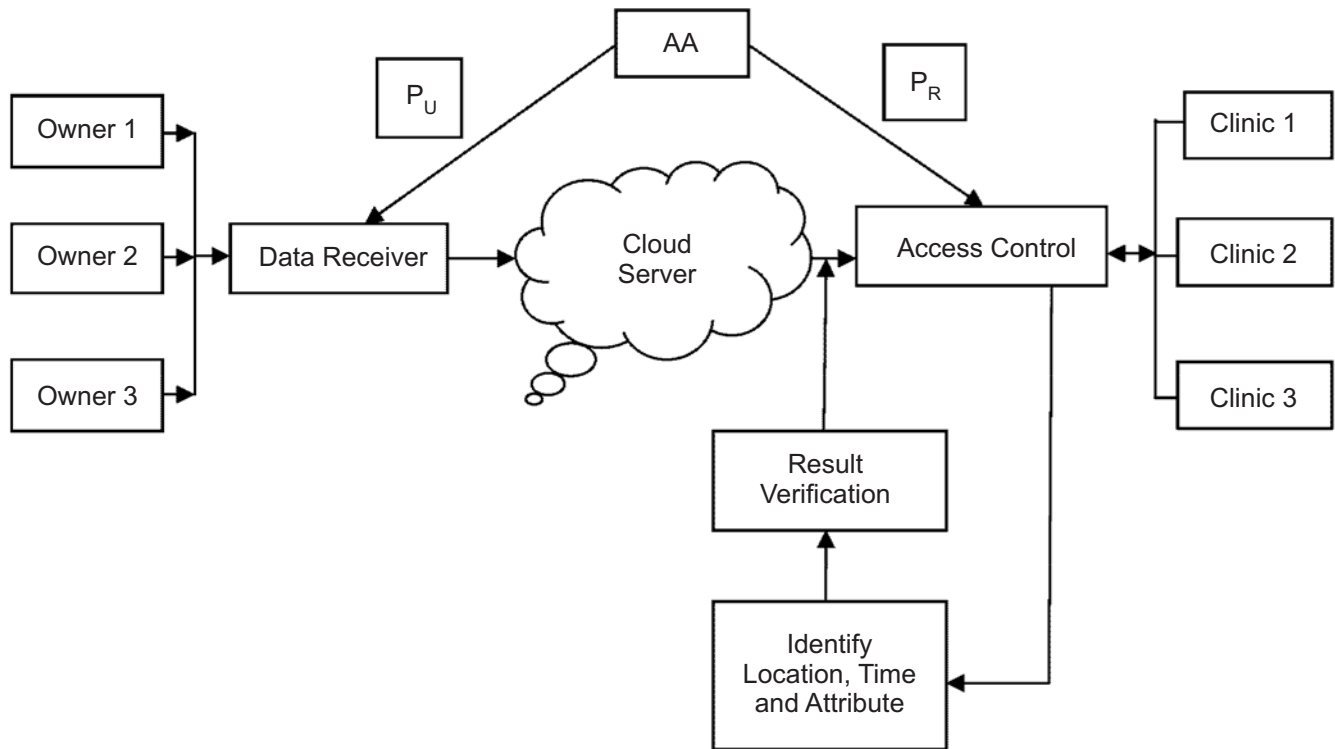 AA
P_U
P_R
Owner 1
Owner 2
Owner 3
Data Receiver
Cloud
Server
Access Control
Clinic 1
Clinic 2
Clinic 3
Result
Verification
Identify
Location, Time
and Attribute